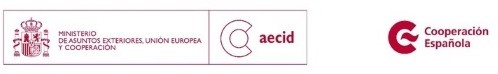 MINISTERIO
DE ASUNTOS EXTERIORES, UNIÓN EUROPEA
Y COOPERACIÓN
aecid
Cooperación
Española